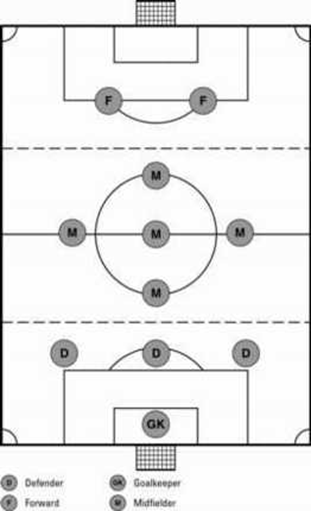 F F
M
M M M
M
D D D
GK
D Defender GK Goalkeeper
F Forward M Midfielder